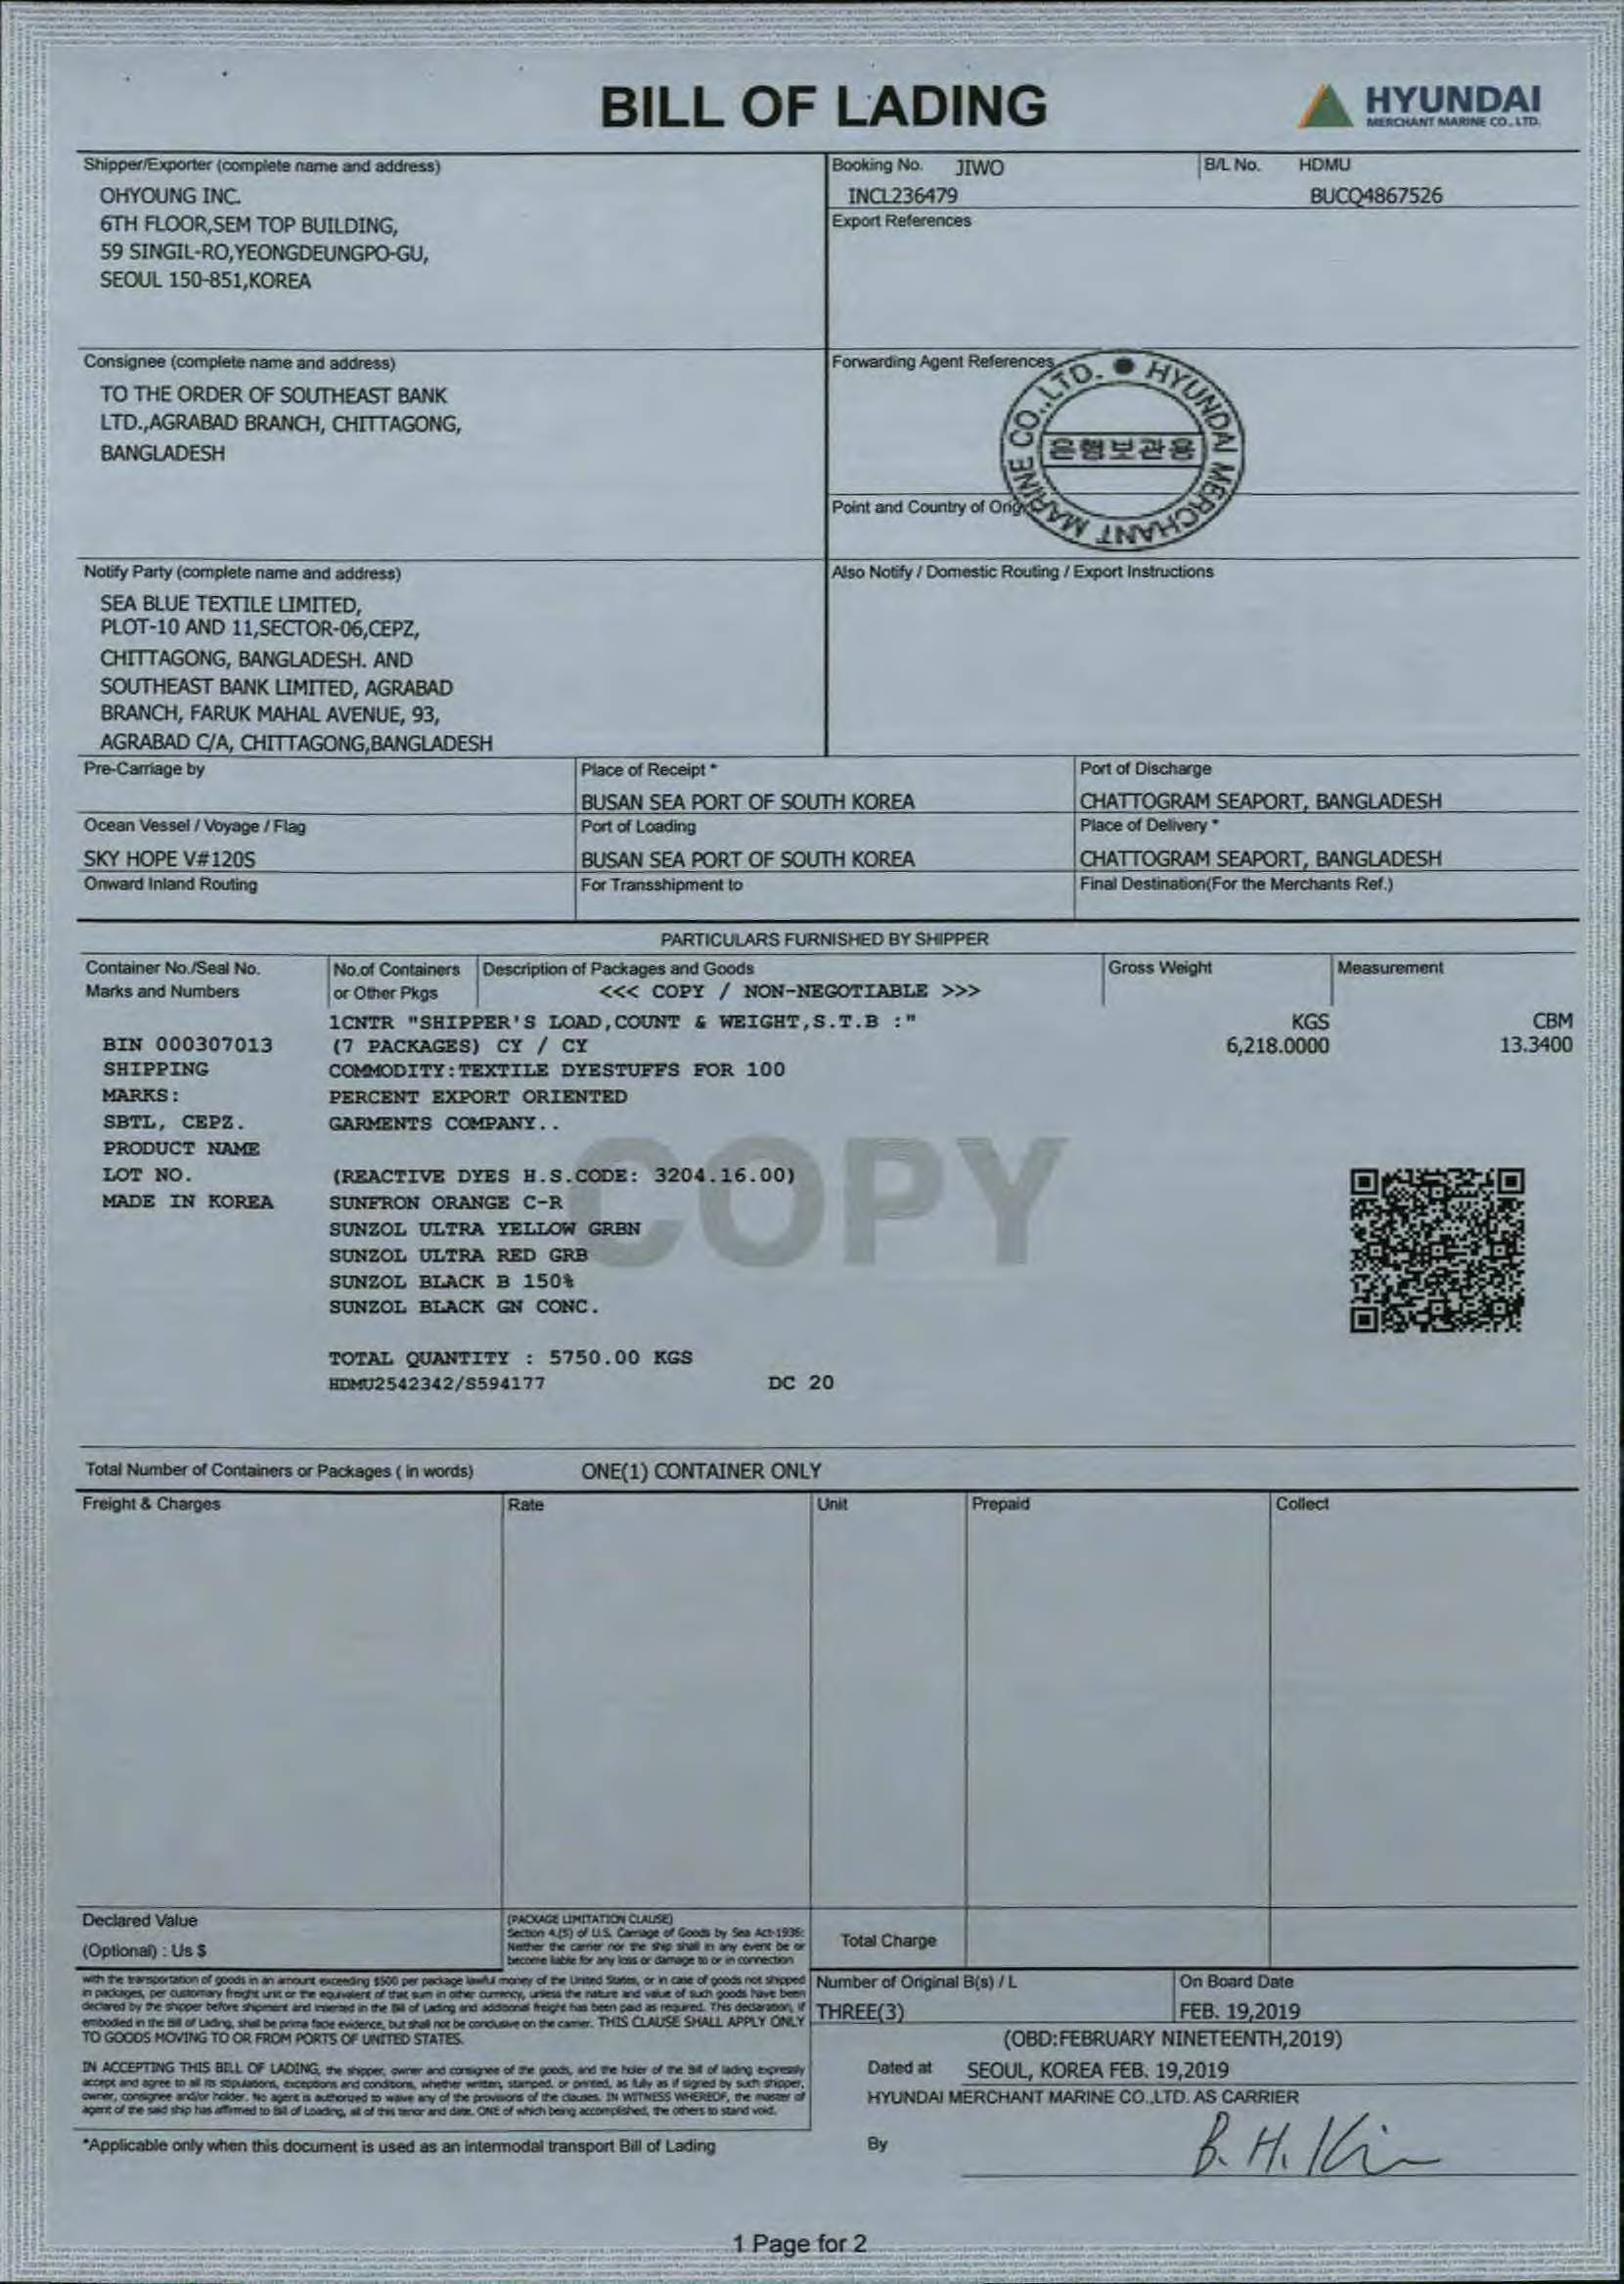 BILL OF LADING
HYUNDAI
MERCHANT MARINE CO., LTD.
Shipper/Exporter (complete name and address)
OHYOUNG INC.
6TH FLOOR,SEM TOP BUILDING,
59 SINGIL-RO,YEONGDEUNGPO-GU,
SEOUL 150-851,KOREA
Booking No. JIWO
INCL236479
B/L No. HDMU
BUCQ4867526
Export References
Consignee (complete name and address)
TO THE ORDER OF SOUTHEAST BANK
LTD.,AGRABAD BRANCH, CHITTAGONG,
BANGLADESH
Forwarding Agent References
HYUNDAI MERCHANT MARINE CO.,LTD.
은행보관용
Point and Country of Orig
Notify Party (complete name and address)
SEA BLUE TEXTILE LIMITED,
PLOT-10 AND 11,SECTOR-06,CEPZ,
CHITTAGONG, BANGLADESH. AND
SOUTHEAST BANK LIMITED, AGRABAD
BRANCH, FARUK MAHAL AVENUE, 93,
AGRABAD C/A, CHITTAGONG,BANGLADESH
Also Notify / Domestic Routing / Export Instructions
Pre-Carriage by
Place of Receipt *
BUSAN SEA PORT OF SOUTH KOREA
Port of Discharge
CHATTOGRAM SEAPORT, BANGLADESH
Ocean Vessel / Voyage / Flag
SKY HOPE V#120S
Port of Loading
BUSAN SEA PORT OF SOUTH KOREA
Place of Delivery *
CHATTOGRAM SEAPORT, BANGLADESH
Onward Inland Routing
For Transshipment to
Final Destination(For the Merchants Ref.)
PARTICULARS FURNISHED BY SHIPPER
Container No./Seal No.
Marks and Numbers
No.of Containers
or Other Pkgs
Description of Packages and Goods
<<< COPY / NON-NEGOTIABLE >>>
Gross Weight
Measurement
1CNTR "SHIPPER'S LOAD,COUNT & WEIGHT,S.T.B :" KGS CBM
BIN 000307013 (7 PACKAGES) CY / CY 6,218.0000 13.3400
SHIPPING COMMODITY:TEXTILE DYESTUFFS FOR 100
MARKS: PERCENT EXPORT ORIENTED
SBTL, CEPZ. GARMENTS COMPANY..
PRODUCT NAME
LOT NO. (REACTIVE DYES H.S.CODE: 3204.16.00)
MADE IN KOREA SUNFRON ORANGE C-R
SUNZOL ULTRA YELLOW GRBN
SUNZOL ULTRA RED GRB
SUNZOL BLACK B 150%
SUNZOL BLACK GN CONC.
COPY
TOTAL QUANTITY : 5750.00 KGS
HDMU2542342/S594177 DC 20
Total Number of Containers or Packages ( in words) ONE(1) CONTAINER ONLY
Freight & Charges Rate Unit Prepaid Collect
Declared Value
(Optional) : Us $
(PACKAGE LIMITATION CLAUSE)
Section 4.(5) of U.S. Carriage of Goods by Sea Act-1936:
Neither the carrier nor the ship shall in any event be or
become liable for any loss or damage to or in connection
Total Charge
with the transportation of goods in an amount exceeding $500 per package lawful money of the United States, or in case of goods not shipped
in packages, per customary freight unit or the equivalent of that sum in other currency, unless the nature and value of such goods have been
declared by the shipper before shipment and inserted in the Bill of Lading and additional freight has been paid as required. This declaration, if
embodied in the Bill of Lading, shall be prima facie evidence, but shall not be conclusive on the carrier. THIS CLAUSE SHALL APPLY ONLY
TO GOODS MOVING TO OR FROM PORTS OF UNITED STATES.
Number of Original B(s) / L
THREE(3)
On Board Date
FEB. 19,2019
(OBD:FEBRUARY NINETEENTH,2019)
IN ACCEPTING THIS BILL OF LADING, the shipper, owner and consignee of the goods, and the holer of the Bill of lading expressly
accept and agree to all its stipulations, exceptions and conditions, whether written, stamped, or printed, as fully as if signed by such shipper,
owner, consignee and/or holder. No agent is authorized to waive any of the provisions of the clauses. IN WITNESS WHEREOF, the master of
agent of the said ship has affirmed to Bill of Loading, all of this tenor and date. ONE of which being accomplished, the others to stand void.
Dated at SEOUL, KOREA FEB. 19,2019
HYUNDAI MERCHANT MARINE CO.,LTD. AS CARRIER
*Applicable only when this document is used as an intermodal transport Bill of Lading
By B. H. Ki
1 Page for 2